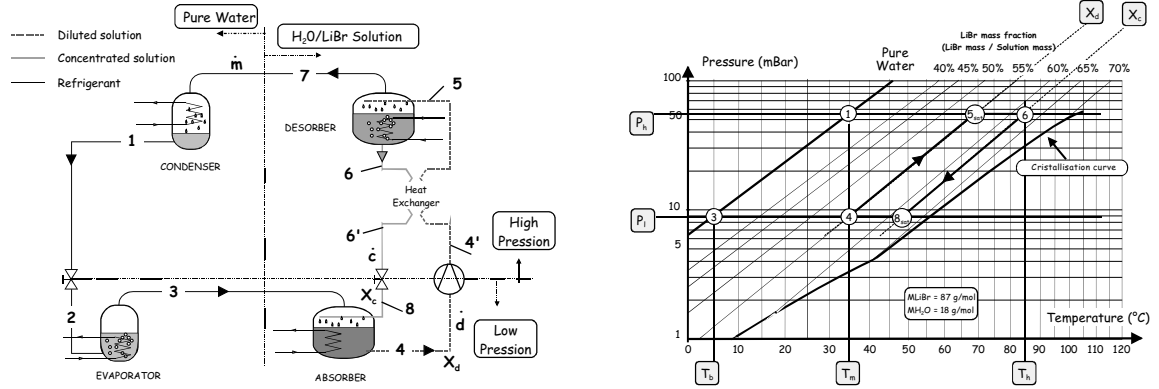 Pure Water
H2O/LiBr Solution
Diluted solution
Concentrated solution
Refrigerant
ṁ
7
5
DESORBER
1
CONDENSER
6
Heat
Exchanger
6'
4'
High
Pression
ċ
Xc
8
3
2
ḋ
Low
Pression
4
Xd
EVAPORATOR
ABSORBER
Xd
Xc
LiBr mass fraction
(LiBr mass / Solution mass)
Pressure (mBar)
Pure
Water
40% 45% 50% 55% 60% 65% 70%
100
50
Ph
1
5sat
6
Cristallisation curve
10
Pl
3
4
8sat
5
MLiBr = 87 g/mol
MH2O = 18 g/mol
Temperature (°C)
1
0 10 20 30 40 50 60 70 80 90 100 110 120
Tb
Tm
Th